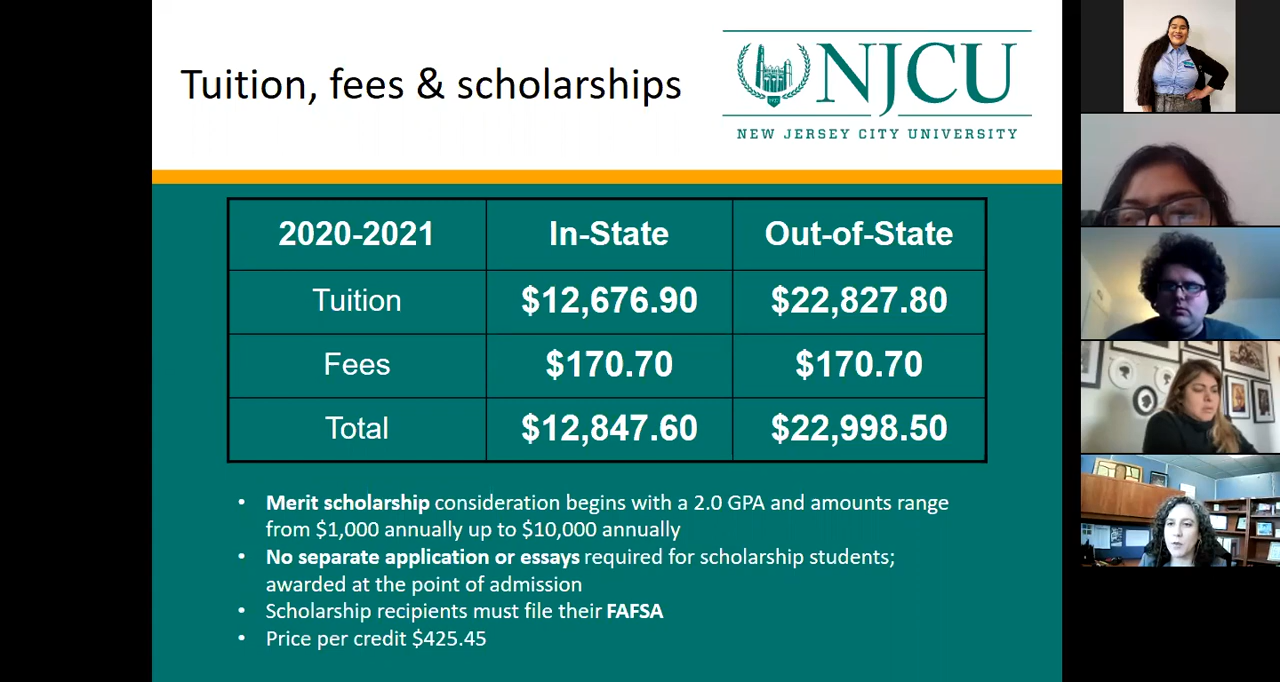 Tuition, fees & scholarships
NJCU
NEW JERSEY CITY UNIVERSITY
2020-2021 In-State Out-of-State
Tuition $12,676.90 $22,827.80
Fees $170.70 $170.70
Total $12,847.60 $22,998.50
• Merit scholarship consideration begins with a 2.0 GPA and amounts range
from $1,000 annually up to $10,000 annually
• No separate application or essays required for scholarship students;
awarded at the point of admission
• Scholarship recipients must file their FAFSA
• Price per credit $425.45